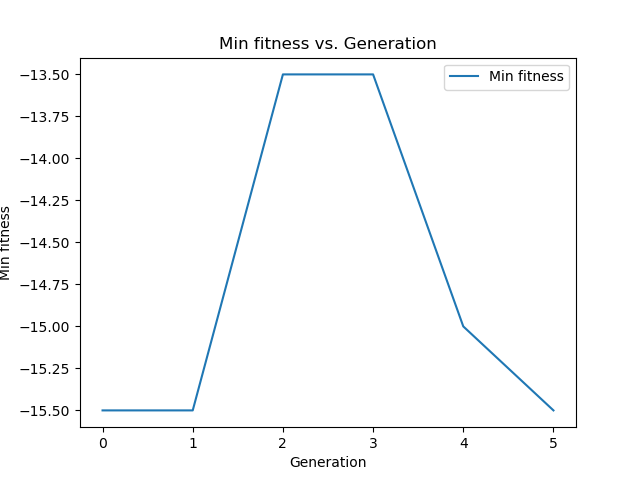 Min fitness vs. Generation
Min fitness
−13.50
−13.75
−14.00
−14.25
−14.50
−14.75
−15.00
−15.25
−15.50
Min fitness
0 1 2 3 4 5
Generation